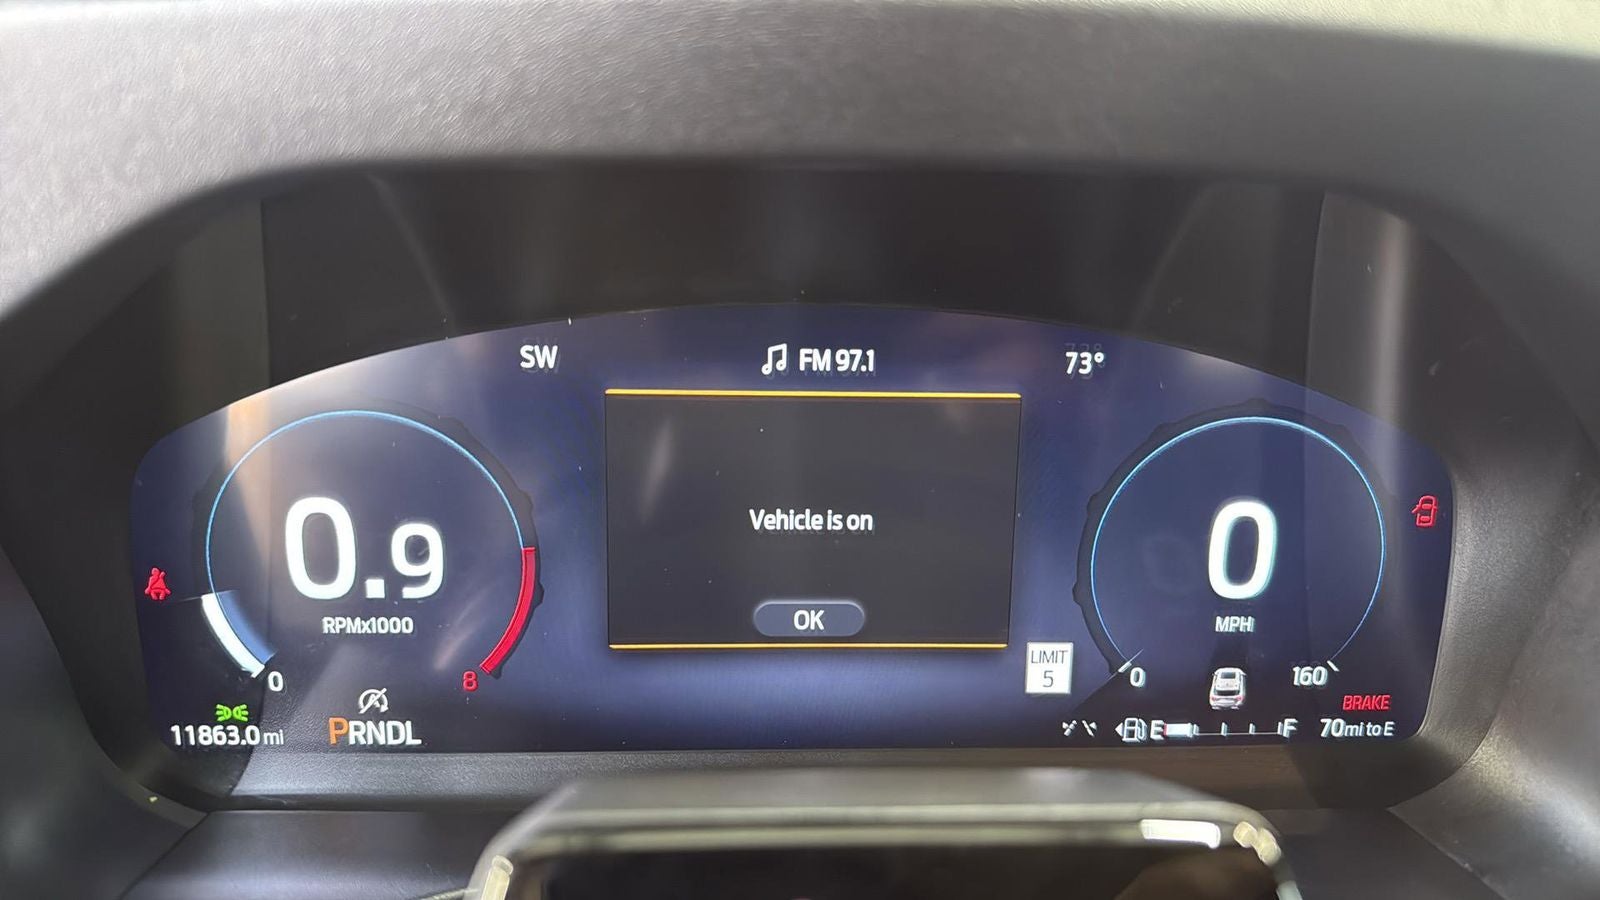 SW
FM 97.1
73°
0.9
RPMx1000
0
8
Vehicle is on
OK
LIMIT
5
0
MPH
0
160
BRAKE
11863.0 mi
PRNDL
E
F
70 mi to E